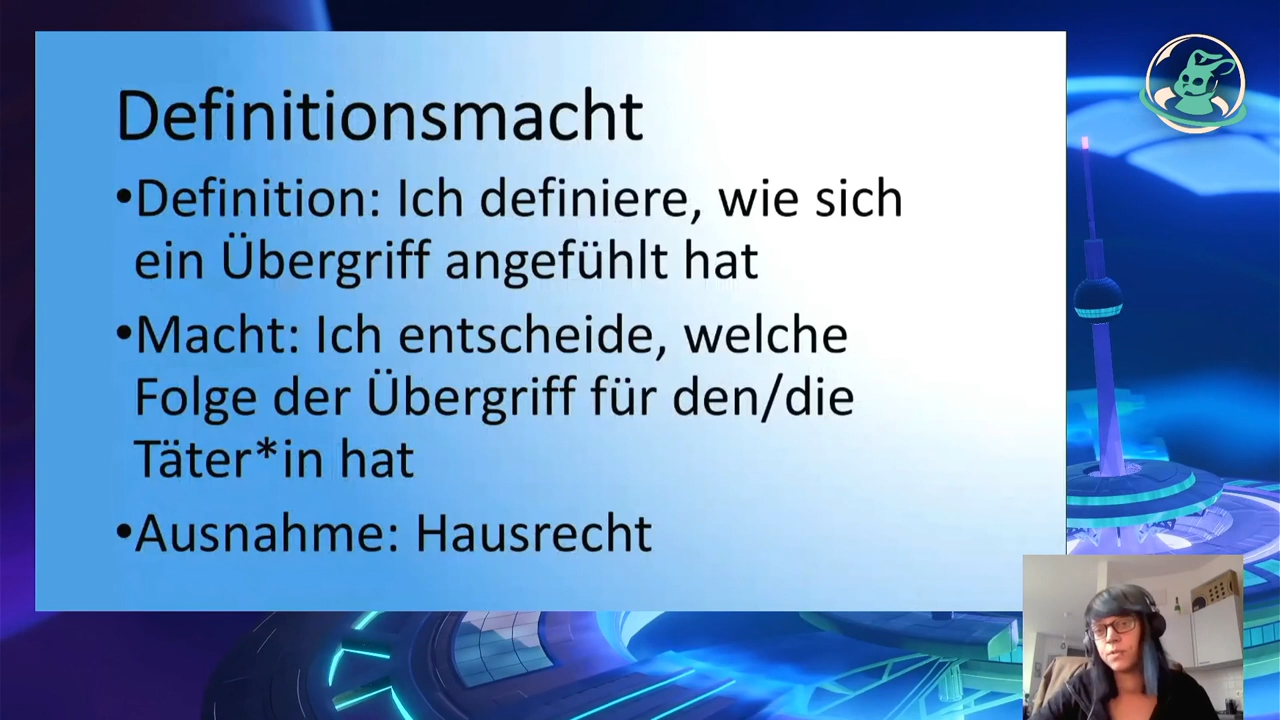 Definitionsmacht
•Definition: Ich definiere, wie sich
ein Übergriff angefühlt hat
•Macht: Ich entscheide, welche
Folge der Übergriff für den/die
Täter*in hat
•Ausnahme: Hausrecht